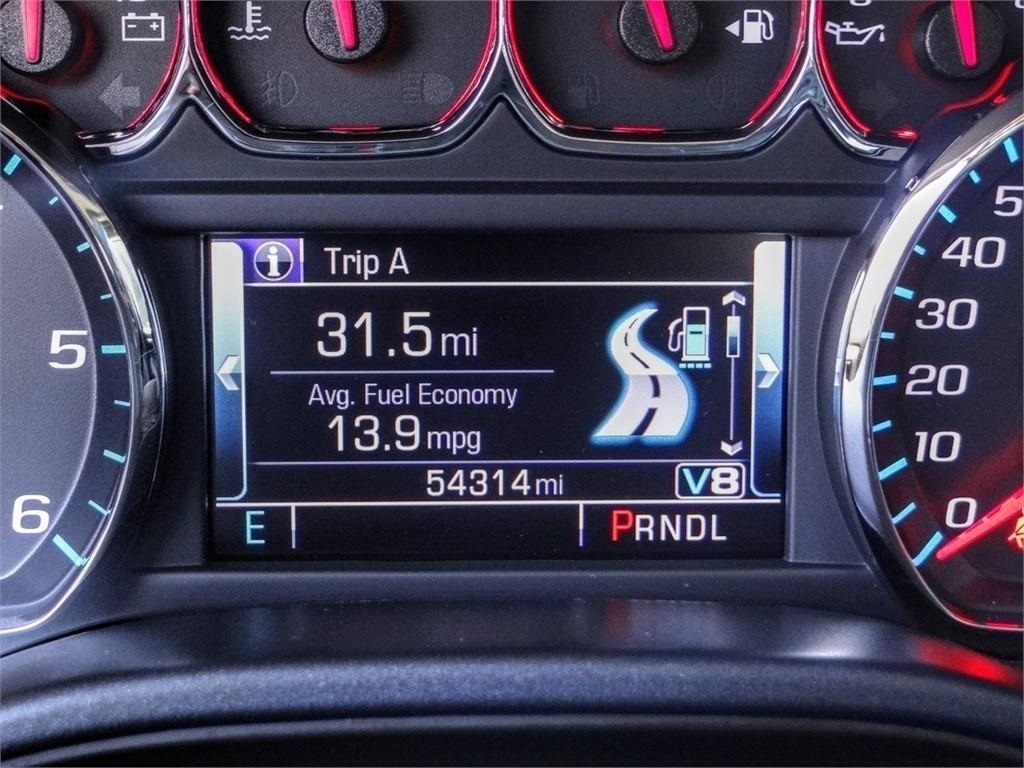 Trip A
31.5 mi
Avg. Fuel Economy
13.9 mpg
54314 mi V8
E PRNDL
5
6
5
40
30
20
10
0